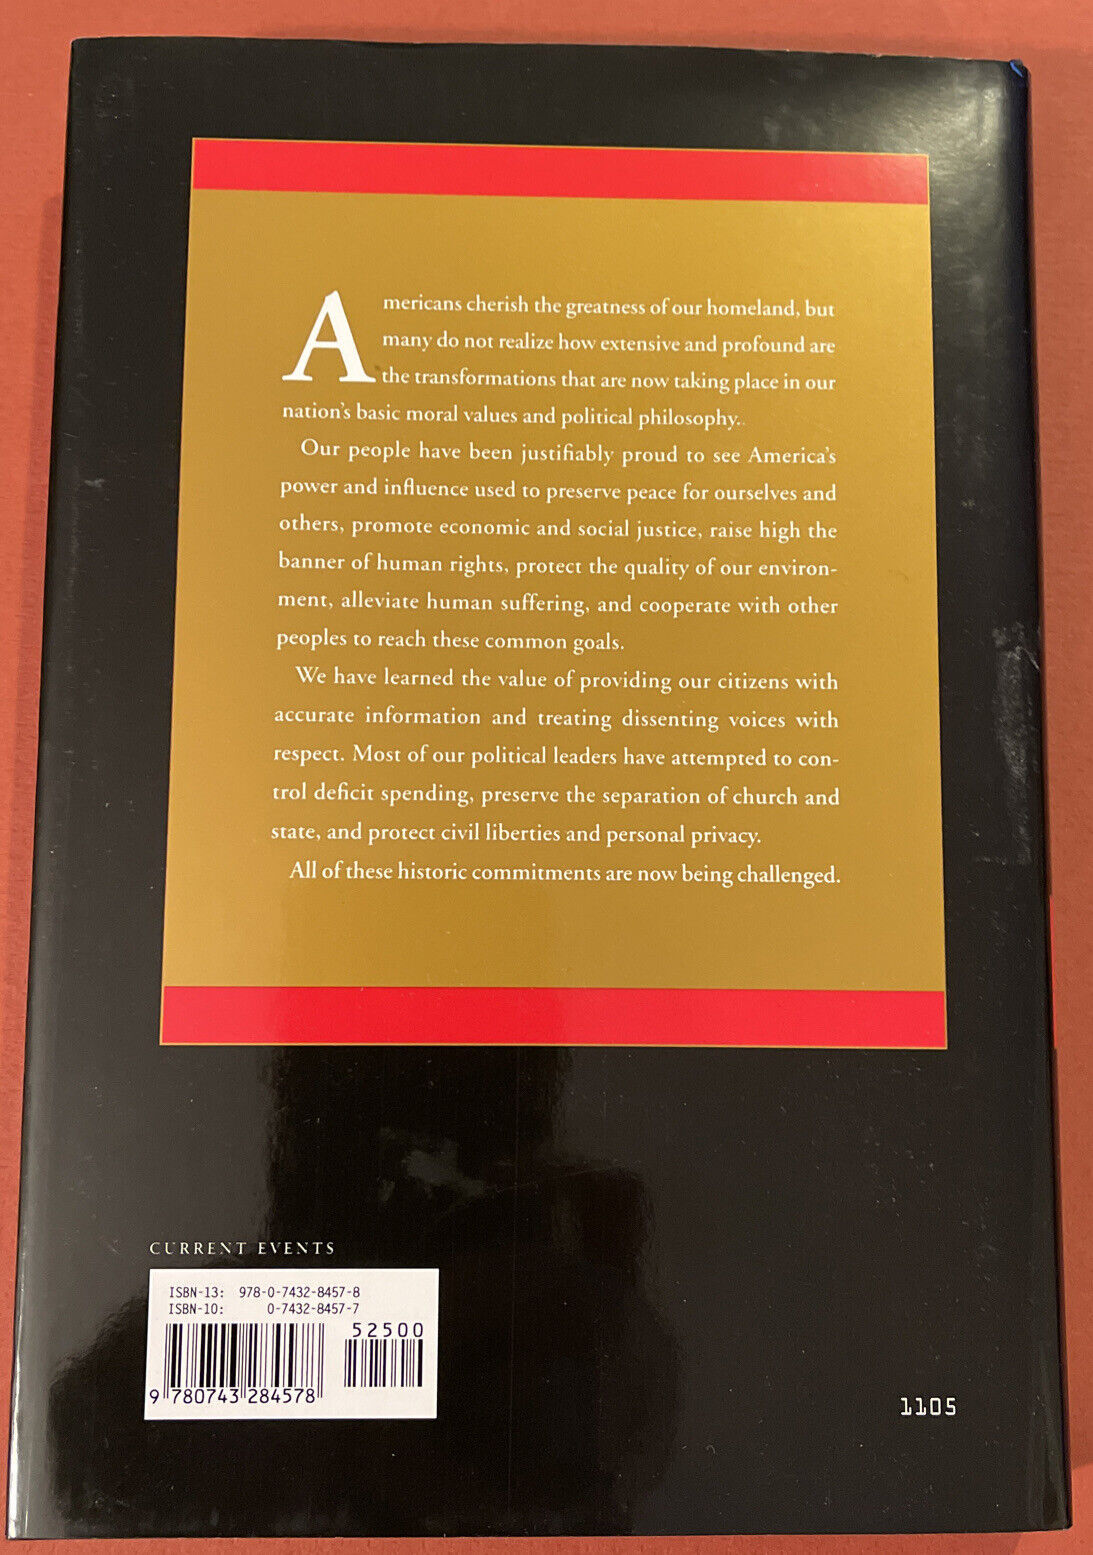 Americans cherish the greatness of our homeland, but
many do not realize how extensive and profound are
the transformations that are now taking place in our
nation's basic moral values and political philosophy.
Our people have been justifiably proud to see America's
power and influence used to preserve peace for ourselves and
others, promote economic and social justice, raise high the
banner of human rights, protect the quality of our environ-
ment, alleviate human suffering, and cooperate with other
peoples to reach these common goals.
We have learned the value of providing our citizens with
accurate information and treating dissenting voices with
respect. Most of our political leaders have attempted to con-
trol deficit spending, preserve the separation of church and
state, and protect civil liberties and personal privacy.
All of these historic commitments are now being challenged.
CURRENT EVENTS
ISBN-13: 978-0-7432-8457-8
ISBN-10: 0-7432-8457-7
52500
9 780743 284578
1105